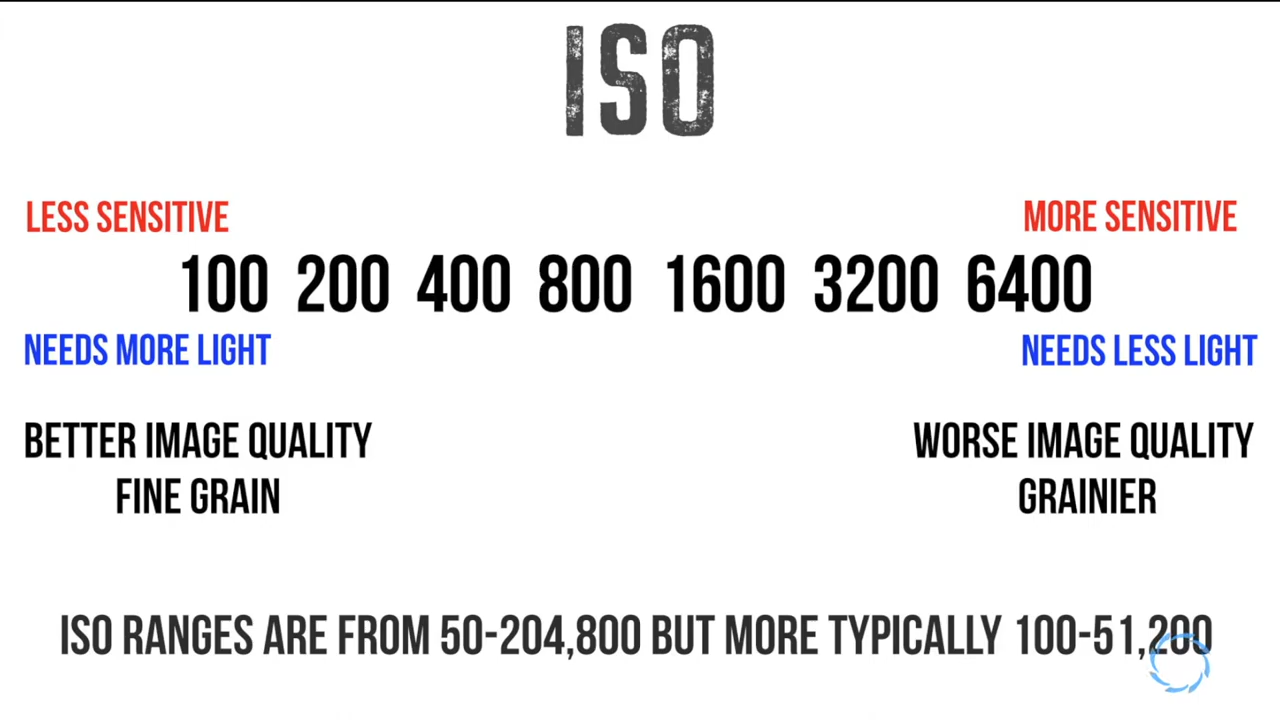 ISO
LESS SENSITIVE MORE SENSITIVE
100 200 400 800 1600 3200 6400
NEEDS MORE LIGHT NEEDS LESS LIGHT
BETTER IMAGE QUALITY WORSE IMAGE QUALITY
FINE GRAIN GRAINIER
ISO RANGES ARE FROM 50-204,800 BUT MORE TYPICALLY 100-51,200